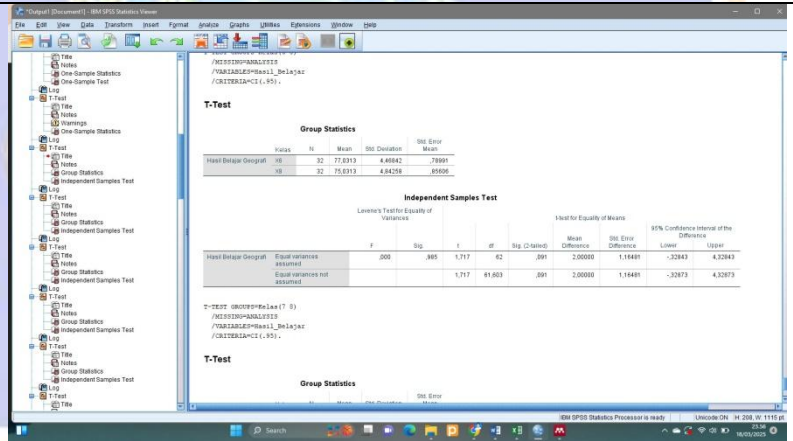 *Output1 [Document1] - IBM SPSS Statistics Viewer
File Edit View Data Transform Insert Format Analyze Graphs Utilities Extensions Window Help
Title
Notes
One-Sample Statistics
One-Sample Test
Log
T-Test
Title
Notes
Warnings
One-Sample Statistics
Log
T-Test
Title
Notes
Group Statistics
Independent Samples Test
Log
T-Test
Title
Notes
Group Statistics
Independent Samples Test
Log
T-Test
Title
Notes
Group Statistics
Independent Samples Test
Log
T-Test
Title
Notes
Group Statistics
Independent Samples Test
Log
T-Test
Title
Notes
Group Statistics
Independent Samples Test
Log
T-Test
Title
/MISSING=ANALYSIS
/VARIABLES=Hasil_Belajar
/CRITERIA=CI(.95).
T-Test
Group Statistics
Kelas N Mean Std. Deviation Std. Error Mean
Hasil Belajar Geografi X6 32 77,0313 4,46842 ,78991
X8 32 75,0313 4,84258 ,85606
Independent Samples Test
Levene's Test for Equality of Variances t-test for Equality of Means
95% Confidence Interval of the Difference
F Sig. t df Sig. (2-tailed) Mean Difference Std. Error Difference Lower Upper
Hasil Belajar Geografi Equal variances assumed ,000 ,985 1,717 62 ,091 2,00000 1,16481 -,32843 4,32843
Equal variances not assumed 1,717 61,603 ,091 2,00000 1,16481 -,32873 4,32873
T-TEST GROUPS=Kelas(7 8)
/MISSING=ANALYSIS
/VARIABLES=Hasil_Belajar
/CRITERIA=CI(.95).
T-Test
Group Statistics
Std. Error
IBM SPSS Statistics Processor is ready Unicode:ON H: 208, W: 1115 pt
Search
23.56
16/03/2025